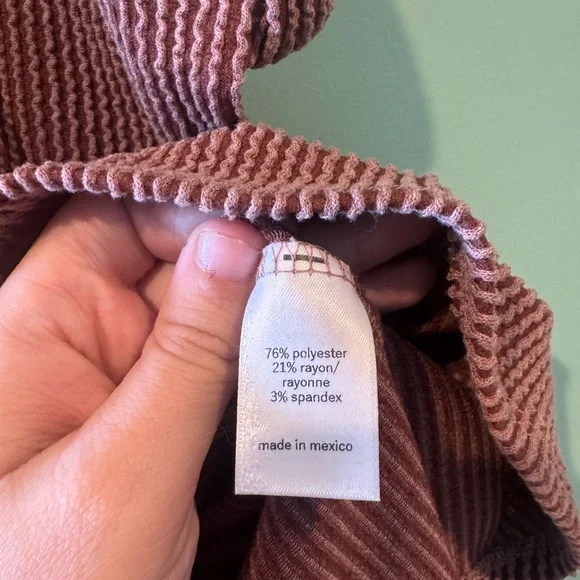 76% polyester
21% rayon/
rayonne
3% spandex
made in mexico